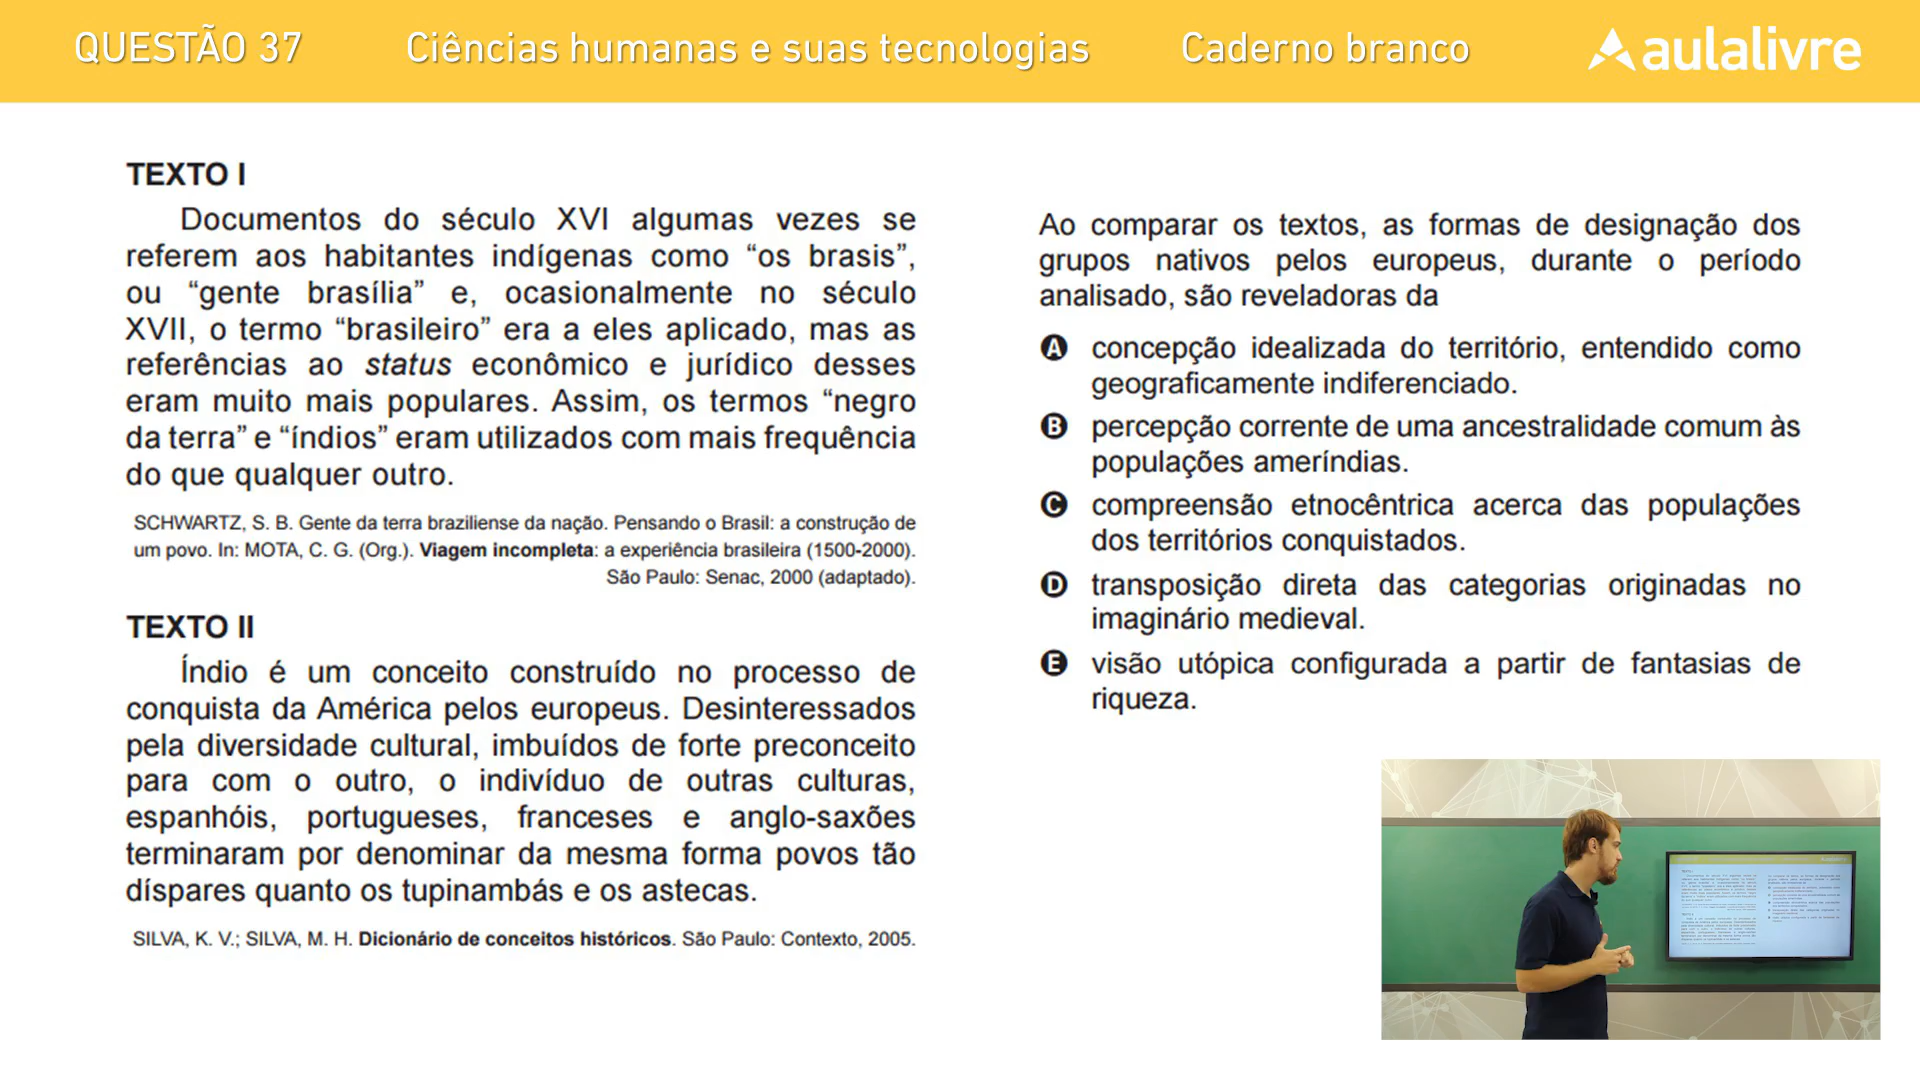 QUESTÃO 37
Ciências humanas e suas tecnologias
Caderno branco
aulalivre
TEXTO I
Documentos do século XVI algumas vezes se
referem aos habitantes indígenas como “os brasis”,
ou “gente brasília” e, ocasionalmente no século
XVII, o termo “brasileiro” era a eles aplicado, mas as
referências ao status econômico e jurídico desses
eram muito mais populares. Assim, os termos “negro
da terra” e “índios” eram utilizados com mais frequência
do que qualquer outro.
SCHWARTZ, S. B. Gente da terra braziliense da nação. Pensando o Brasil: a construção de
um povo. In: MOTA, C. G. (Org.). Viagem incompleta: a experiência brasileira (1500-2000).
São Paulo: Senac, 2000 (adaptado).
TEXTO II
Índio é um conceito construído no processo de
conquista da América pelos europeus. Desinteressados
pela diversidade cultural, imbuídos de forte preconceito
para com o outro, o indivíduo de outras culturas,
espanhóis, portugueses, franceses e anglo-saxões
terminaram por denominar da mesma forma povos tão
díspares quanto os tupinambás e os astecas.
SILVA, K. V.; SILVA, M. H. Dicionário de conceitos históricos. São Paulo: Contexto, 2005.
Ao comparar os textos, as formas de designação dos
grupos nativos pelos europeus, durante o período
analisado, são reveladoras da
A concepção idealizada do território, entendido como
geograficamente indiferenciado.
B percepção corrente de uma ancestralidade comum às
populações ameríndias.
C compreensão etnocêntrica acerca das populações
dos territórios conquistados.
D transposição direta das categorias originadas no
imaginário medieval.
E visão utópica configurada a partir de fantasias de
riqueza.